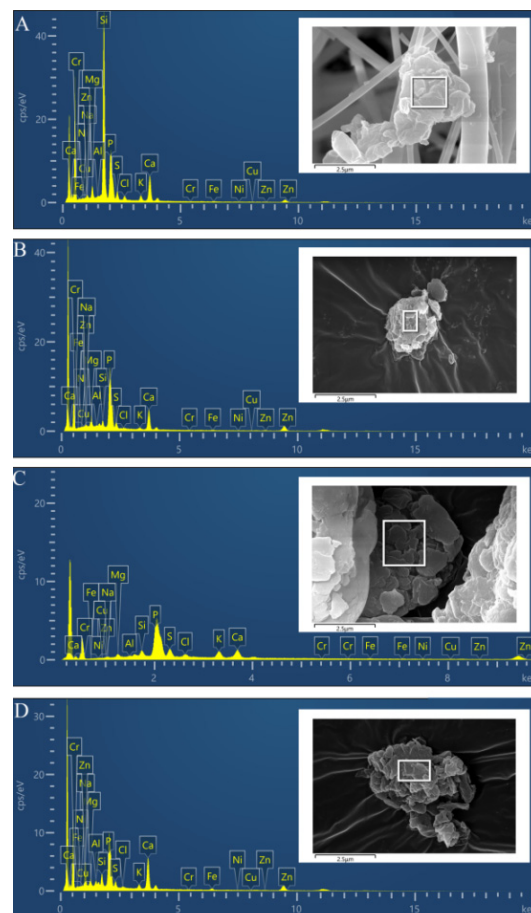 A
cps/eV
40
20
0
Si
Cr
Mg
Zn
Na
N
Ca
Cu
Fe
Al
P
S
Cl
K
Ca
Cr
Fe
Ni
Cu
Zn
Zn
0
5
10
15
ke
2.5μm
B
cps/eV
40
30
20
10
0
Cr
Na
Zn
Fe
Mg
N
Si
P
Ca
Cu
Al
S
Cl
K
Ca
Cr
Fe
Ni
Cu
Zn
Zn
0
5
10
15
ke
2.5μm
C
cps/eV
20
10
0
Mg
Fe
Na
Cu
Zn
Ca
Cr
Ni
Al
Si
P
S
Cl
K
Ca
Cr
Cr
Fe
Fe
Ni
Cu
Zn
Zn
2
4
6
8
ke
2.5μm
D
cps/eV
30
20
10
0
Cr
Zn
Na
Mg
N
Fe
Al
P
Ca
Cu
Si
S
Cl
K
Ca
Cr
Fe
Ni
Cu
Zn
Zn
0
5
10
15
ke
2.5μm